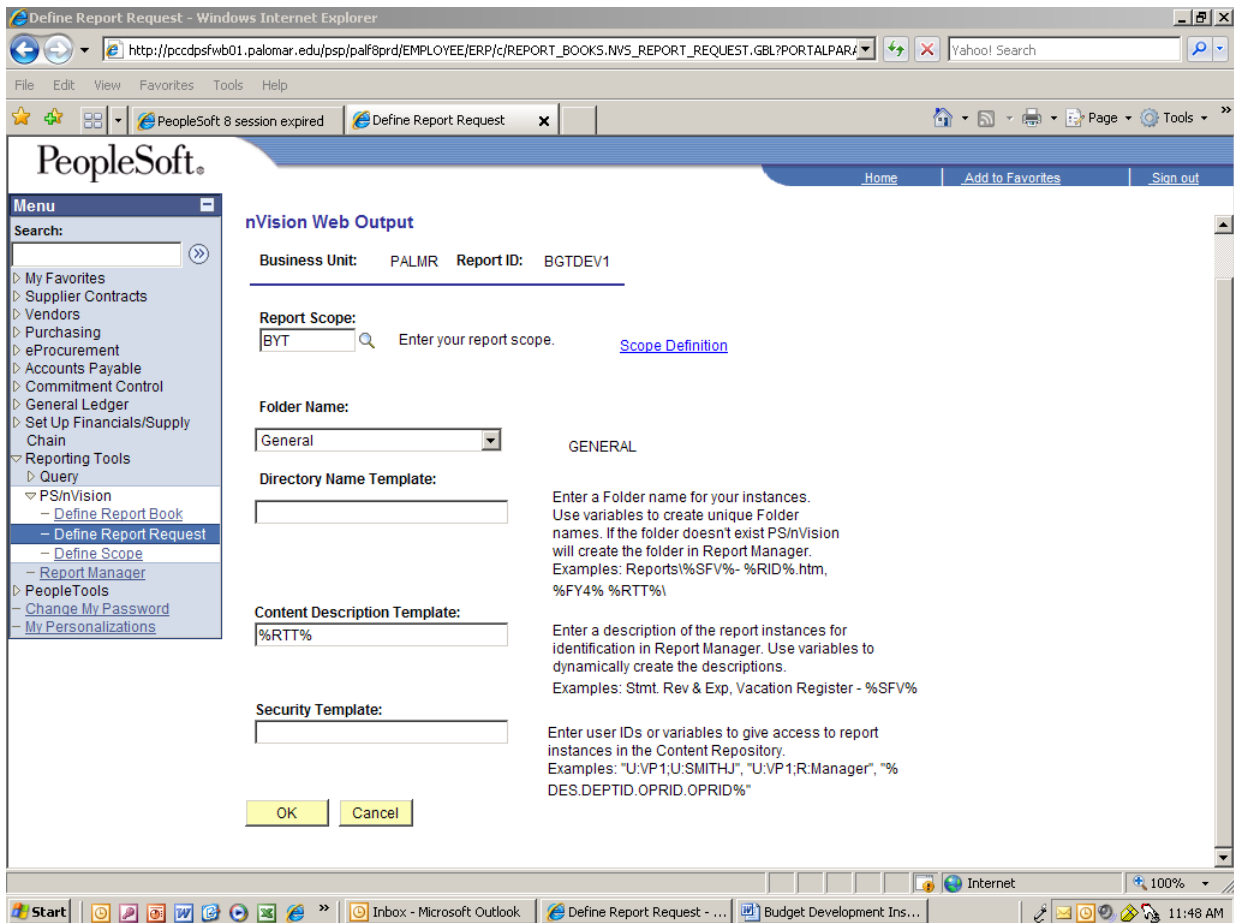 Define Report Request - Windows Internet Explorer
http://pccdpsfwb01.palomar.edu/psp/palf8prd/EMPLOYEE/ERP/c/REPORT_BOOKS.NVS_REPORT_REQUEST.GBL?PORTALPARA
Yahoo! Search
File Edit View Favorites Tools Help
PeopleSoft 8 session expired
Define Report Request
Page
Tools
PeopleSoft.
Home
Add to Favorites
Sign out
Menu
Search:
My Favorites
Supplier Contracts
Vendors
Purchasing
eProcurement
Accounts Payable
Commitment Control
General Ledger
Set Up Financials/Supply
Chain
Reporting Tools
Query
PS/nVision
– Define Report Book
– Define Report Request
– Define Scope
– Report Manager
PeopleTools
– Change My Password
– My Personalizations
nVision Web Output
Business Unit: PALMR Report ID: BGTDEV1
Report Scope:
BYT
Enter your report scope.
Scope Definition
Folder Name:
General
GENERAL
Directory Name Template:
Enter a Folder name for your instances.
Use variables to create unique Folder
names. If the folder doesn't exist PS/nVision
will create the folder in Report Manager.
Examples: Reports\%SFV%- %RID%.htm,
%FY4% %RTT%\
Content Description Template:
%RTT%
Enter a description of the report instances for
identification in Report Manager. Use variables to
dynamically create the descriptions.
Examples: Stmt. Rev & Exp, Vacation Register - %SFV%
Security Template:
Enter user IDs or variables to give access to report
instances in the Content Repository.
Examples: "U:VP1;U:SMITHJ", "U:VP1;R:Manager", "%
DES.DEPTID.OPRID.OPRID%"
OK
Cancel
Internet
100%
Start
Inbox - Microsoft Outlook
Define Report Request - ...
Budget Development Ins...
11:48 AM